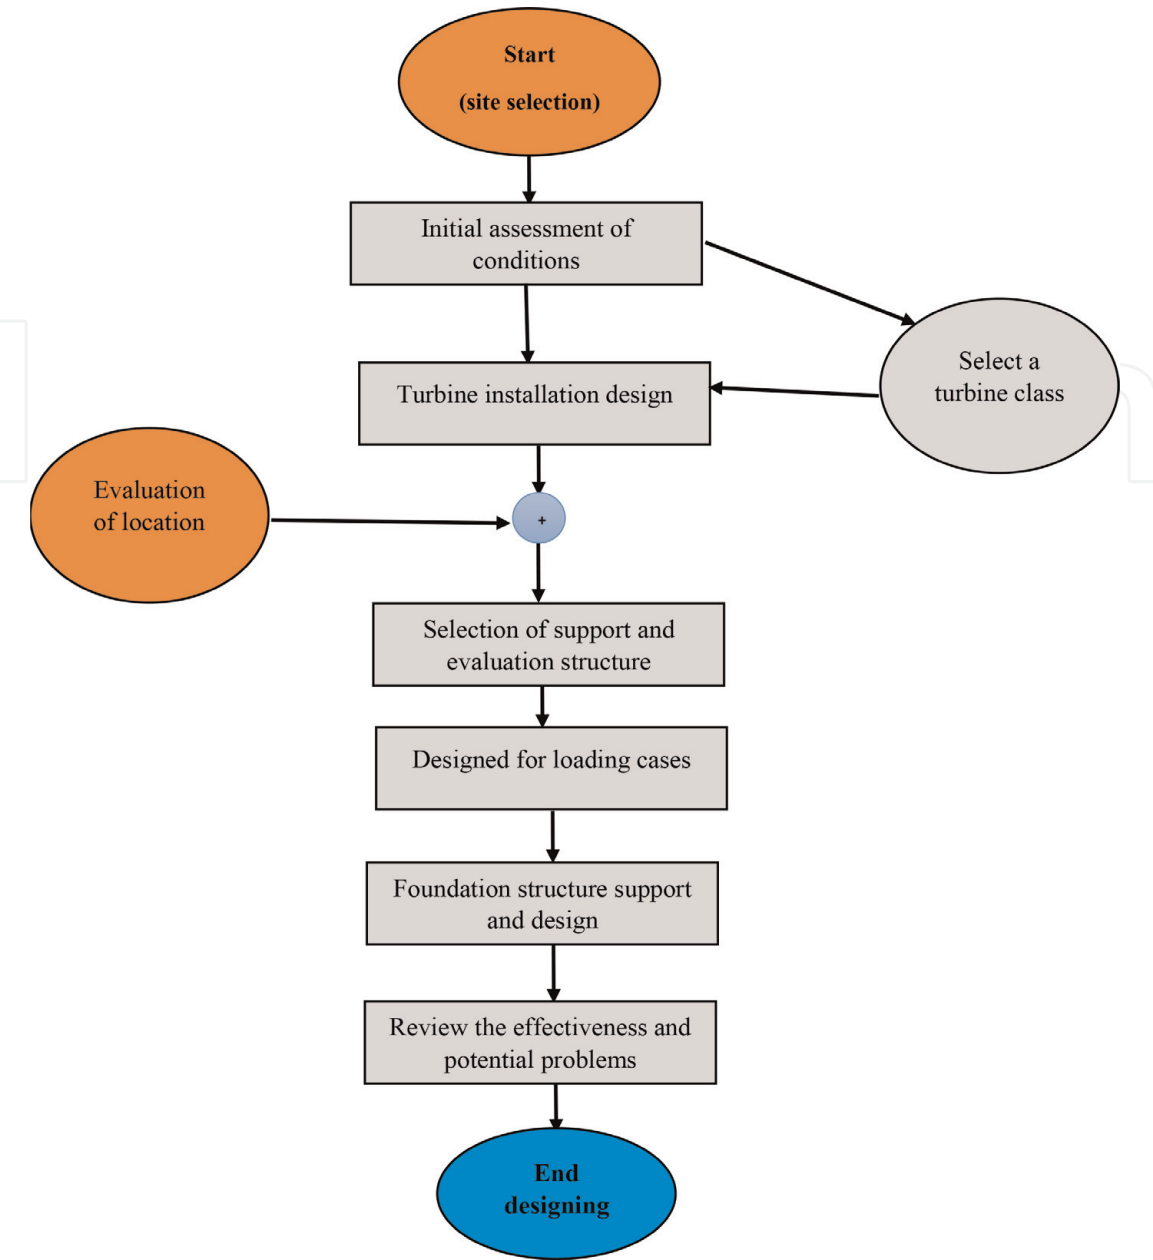 Start
(site selection)
Initial assessment of
conditions
Select a
turbine class
Turbine installation design
Evaluation
of location
+
Selection of support and
evaluation structure
Designed for loading cases
Foundation structure support
and design
Review the effectiveness and
potential problems
End
designing